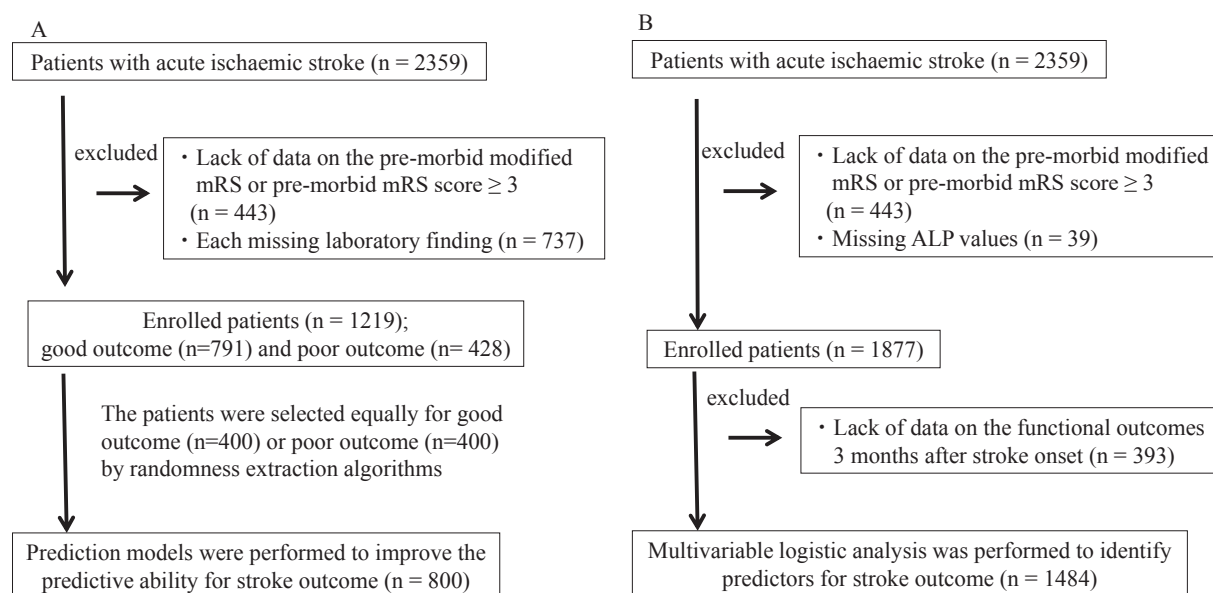 A
Patients with acute ischaemic stroke (n = 2359)
excluded
・Lack of data on the pre-morbid modified
mRS or pre-morbid mRS score ≥ 3
(n = 443)
・Each missing laboratory finding (n = 737)
Enrolled patients (n = 1219);
good outcome (n=791) and poor outcome (n= 428)
The patients were selected equally for good
outcome (n=400) or poor outcome (n=400)
by randomness extraction algorithms
Prediction models were performed to improve the
predictive ability for stroke outcome (n = 800)
B
Patients with acute ischaemic stroke (n = 2359)
excluded
・Lack of data on the pre-morbid modified
mRS or pre-morbid mRS score ≥ 3
(n = 443)
・Missing ALP values (n = 39)
Enrolled patients (n = 1877)
excluded
・Lack of data on the functional outcomes
3 months after stroke onset (n = 393)
Multivariable logistic analysis was performed to identify
predictors for stroke outcome (n = 1484)